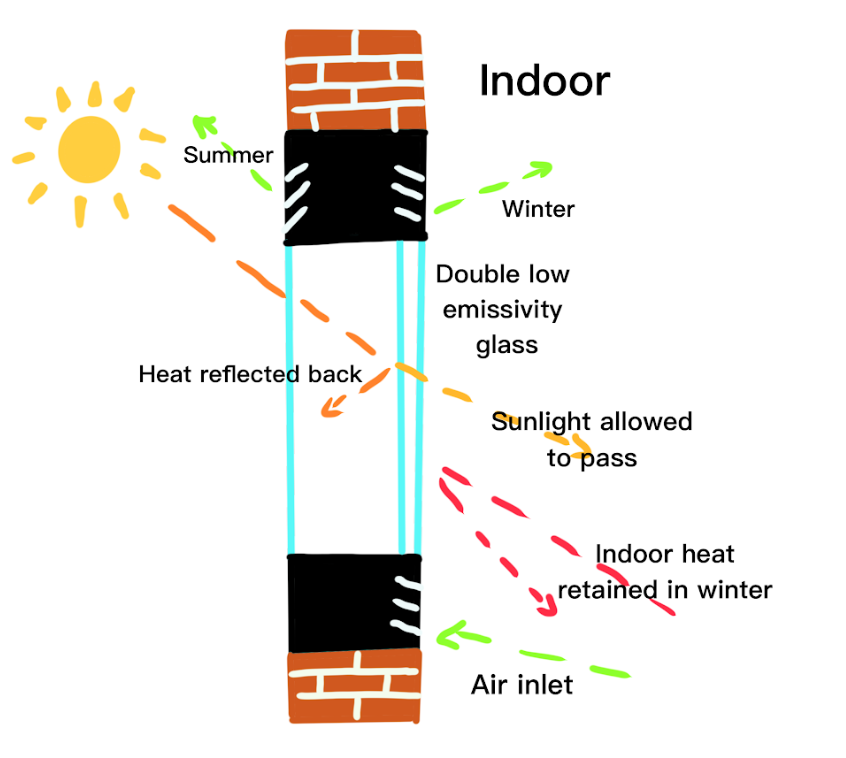 Indoor
Summer
Winter
Double low
emissivity
glass
Heat reflected back
Sunlight allowed
to pass
Indoor heat
retained in winter
Air inlet